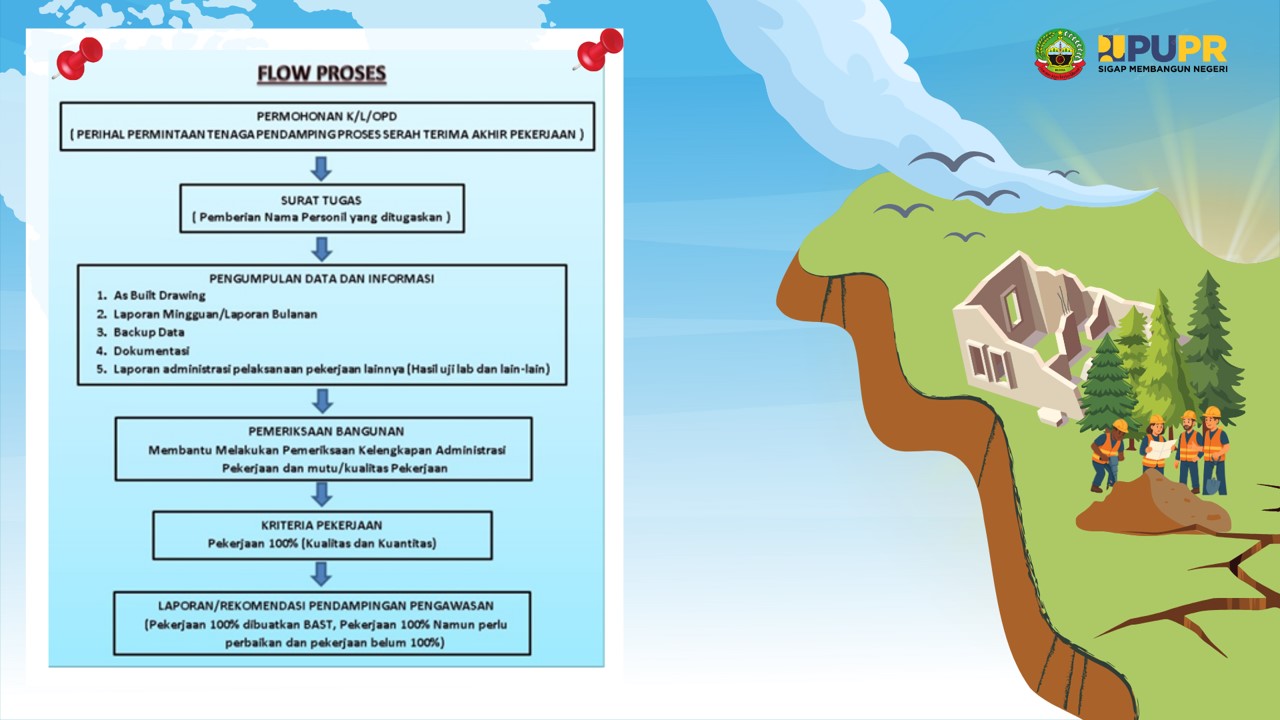 PUPR
SIGAP MEMBANGUN NEGERI
FLOW PROSES
PERMOHONAN K/L/OPD
( PERIHAL PERMINTAAN TENAGA PENDAMPING PROSES SERAH TERIMA AKHIR PEKERJAAN )
SURAT TUGAS
( Pemberian Nama Personil yang ditugaskan )
PENGUMPULAN DATA DAN INFORMASI
1. As Built Drawing
2. Laporan Mingguan/Laporan Bulanan
3. Backup Data
4. Dokumentasi
5. Laporan administrasi pelaksanaan pekerjaan lainnya (Hasil uji lab dan lain-lain)
PEMERIKSAAN BANGUNAN
Membantu Melakukan Pemeriksaan Kelengkapan Administrasi
Pekerjaan dan mutu/kualitas Pekerjaan
KRITERIA PEKERJAAN
Pekerjaan 100% (Kualitas dan Kuantitas)
LAPORAN/REKOMENDASI PENDAMPINGAN PENGAWASAN
(Pekerjaan 100% dibuatkan BAST, Pekerjaan 100% Namun perlu
perbaikan dan pekerjaan belum 100%)